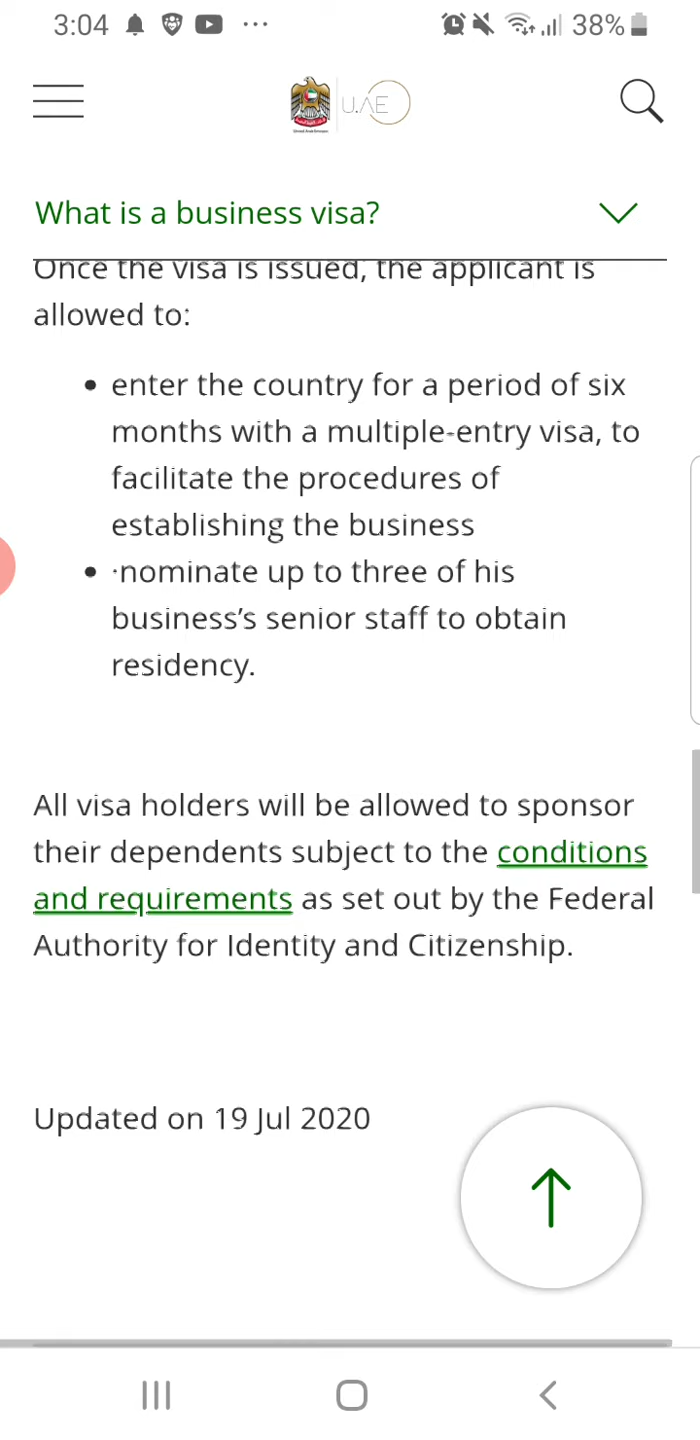 3:04
38%
U.AE
What is a business visa?
Once the visa is issued, the applicant is
allowed to:
• enter the country for a period of six
months with a multiple-entry visa, to
facilitate the procedures of
establishing the business
• ·nominate up to three of his
business’s senior staff to obtain
residency.
All visa holders will be allowed to sponsor
their dependents subject to the conditions
and requirements as set out by the Federal
Authority for Identity and Citizenship.
Updated on 19 Jul 2020